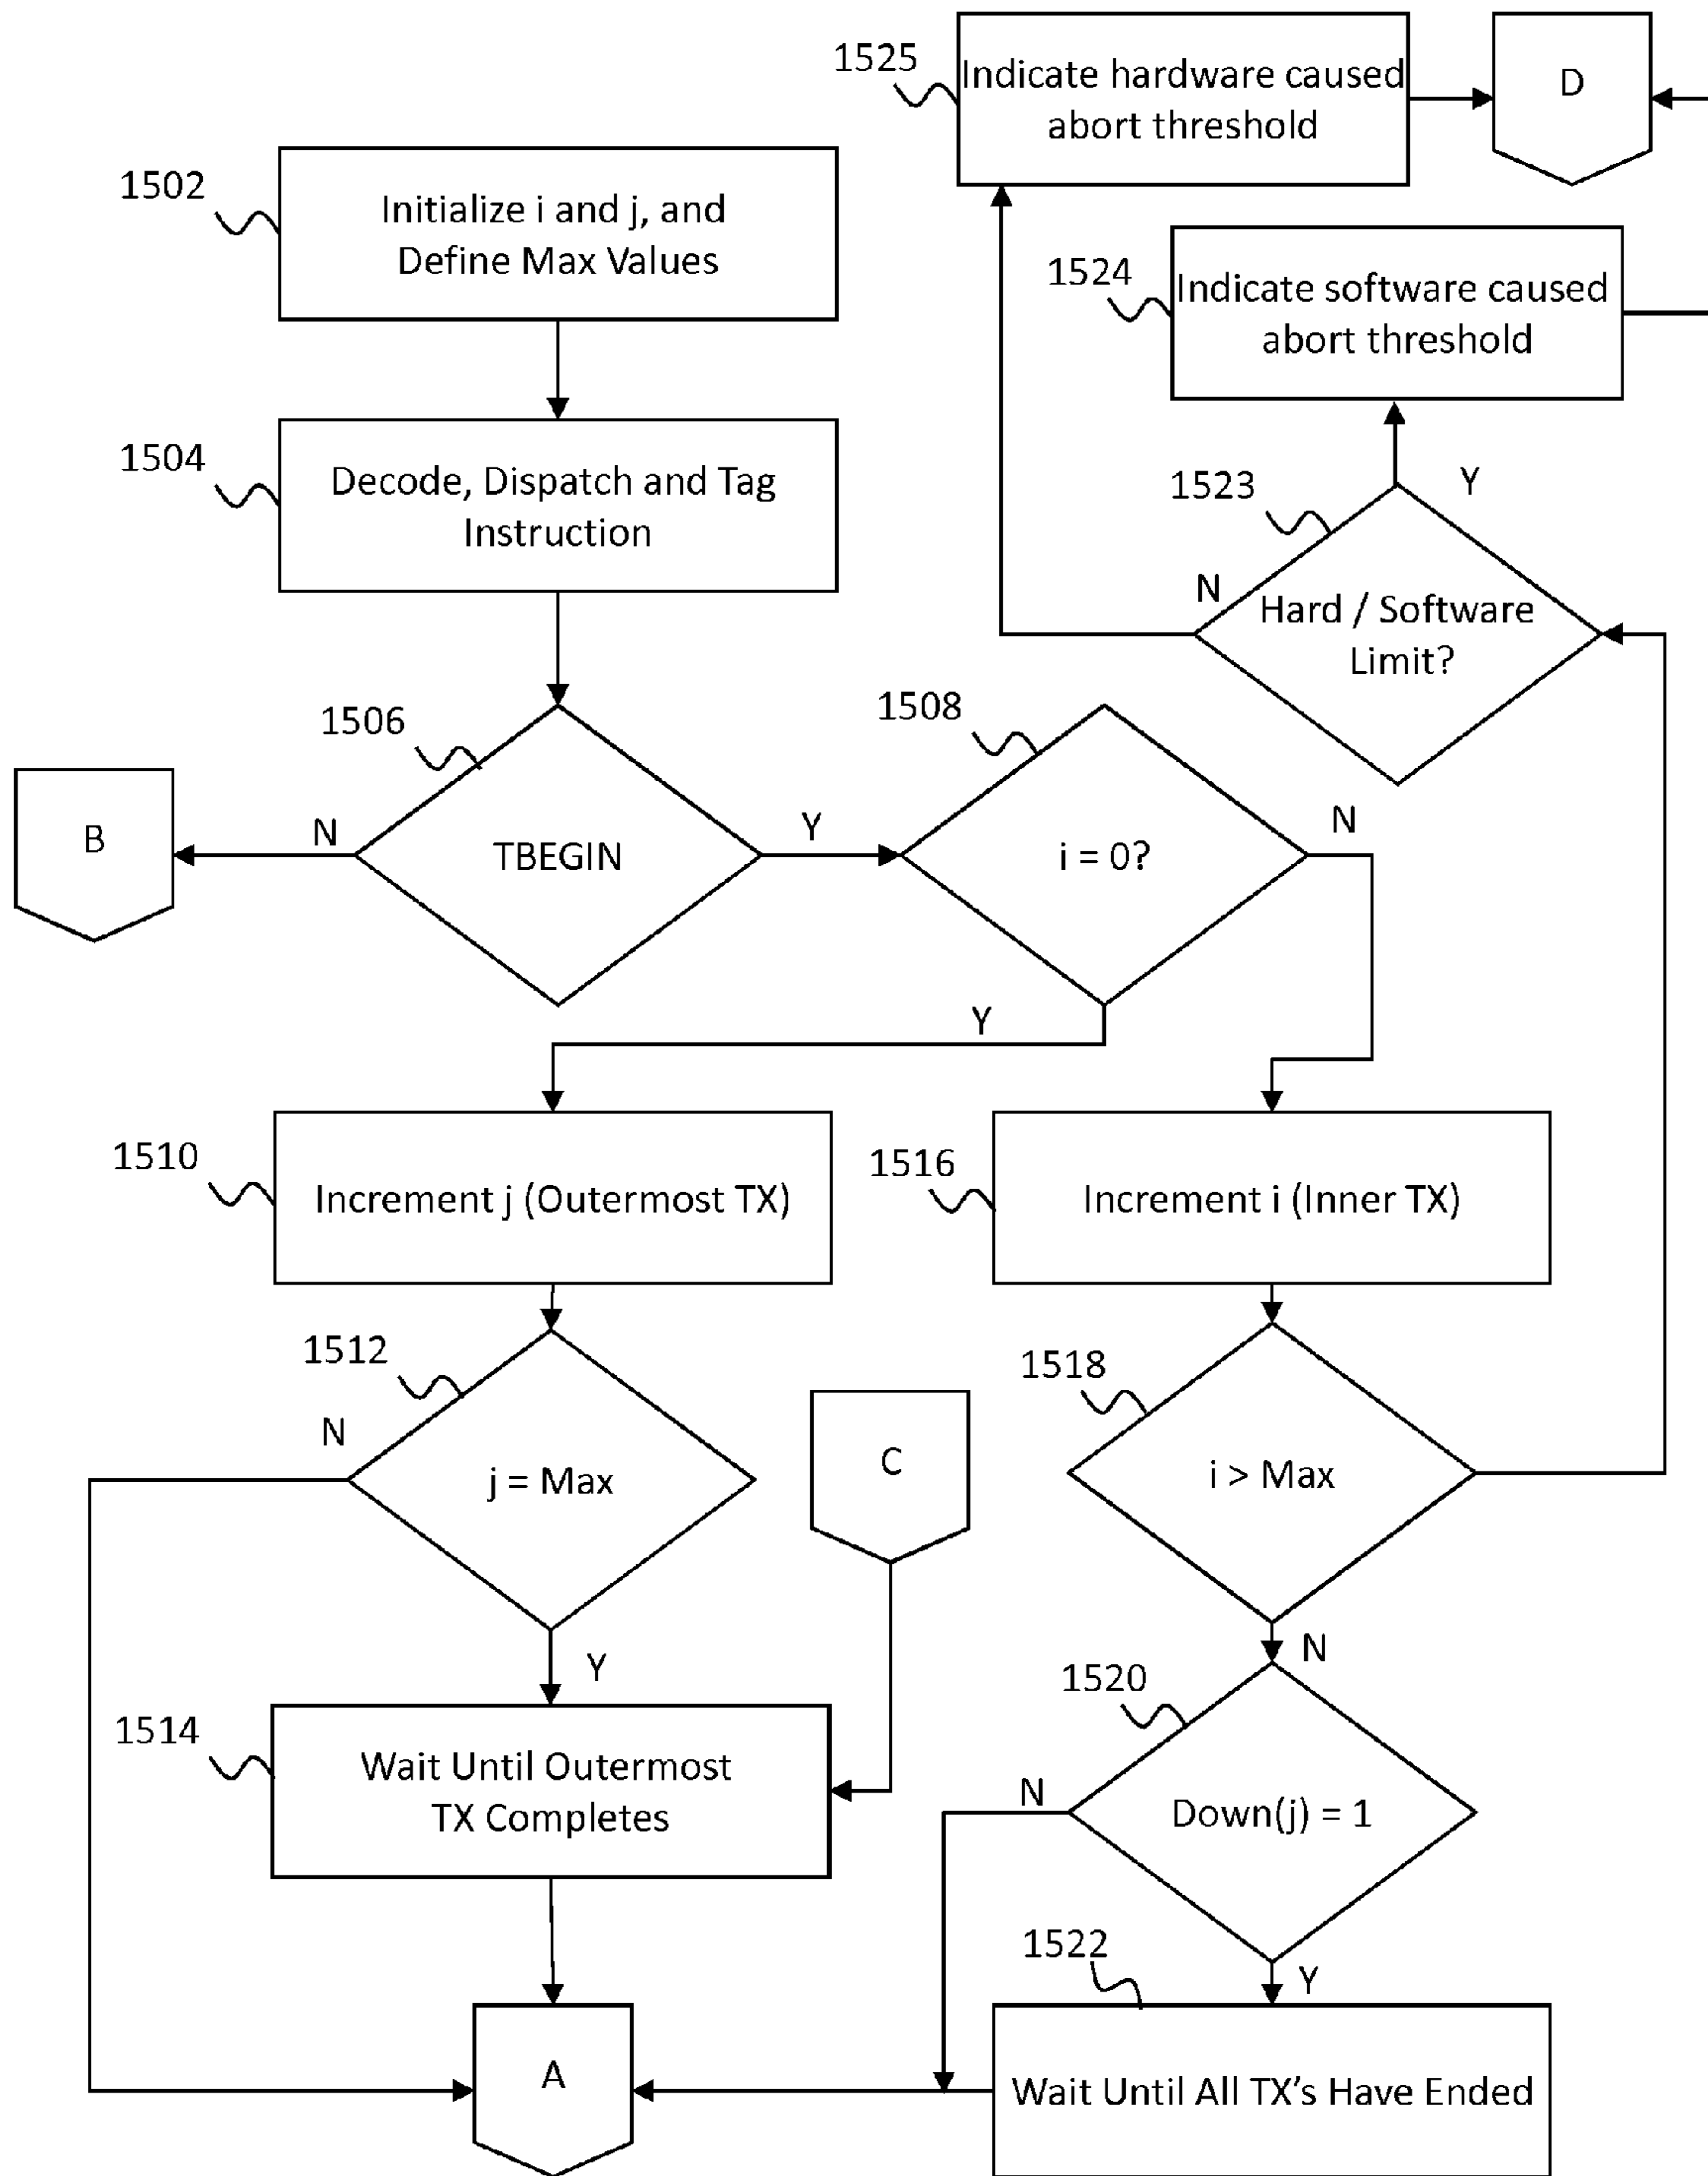 1525
Indicate hardware caused
abort threshold
D
1502
Initialize i and j, and
Define Max Values
1524
Indicate software caused
abort threshold
1504
Decode, Dispatch and Tag
Instruction
1523
Y
N
Hard / Software
Limit?
1506
1508
B
N
TBEGIN
Y
i = 0?
N
Y
1510
Increment j (Outermost TX)
1516
Increment i (Inner TX)
1512
N
j = Max
Y
C
1518
i > Max
N
1514
Wait Until Outermost
TX Completes
1520
N
Down(j) = 1
Y
1522
A
Wait Until All TX's Have Ended